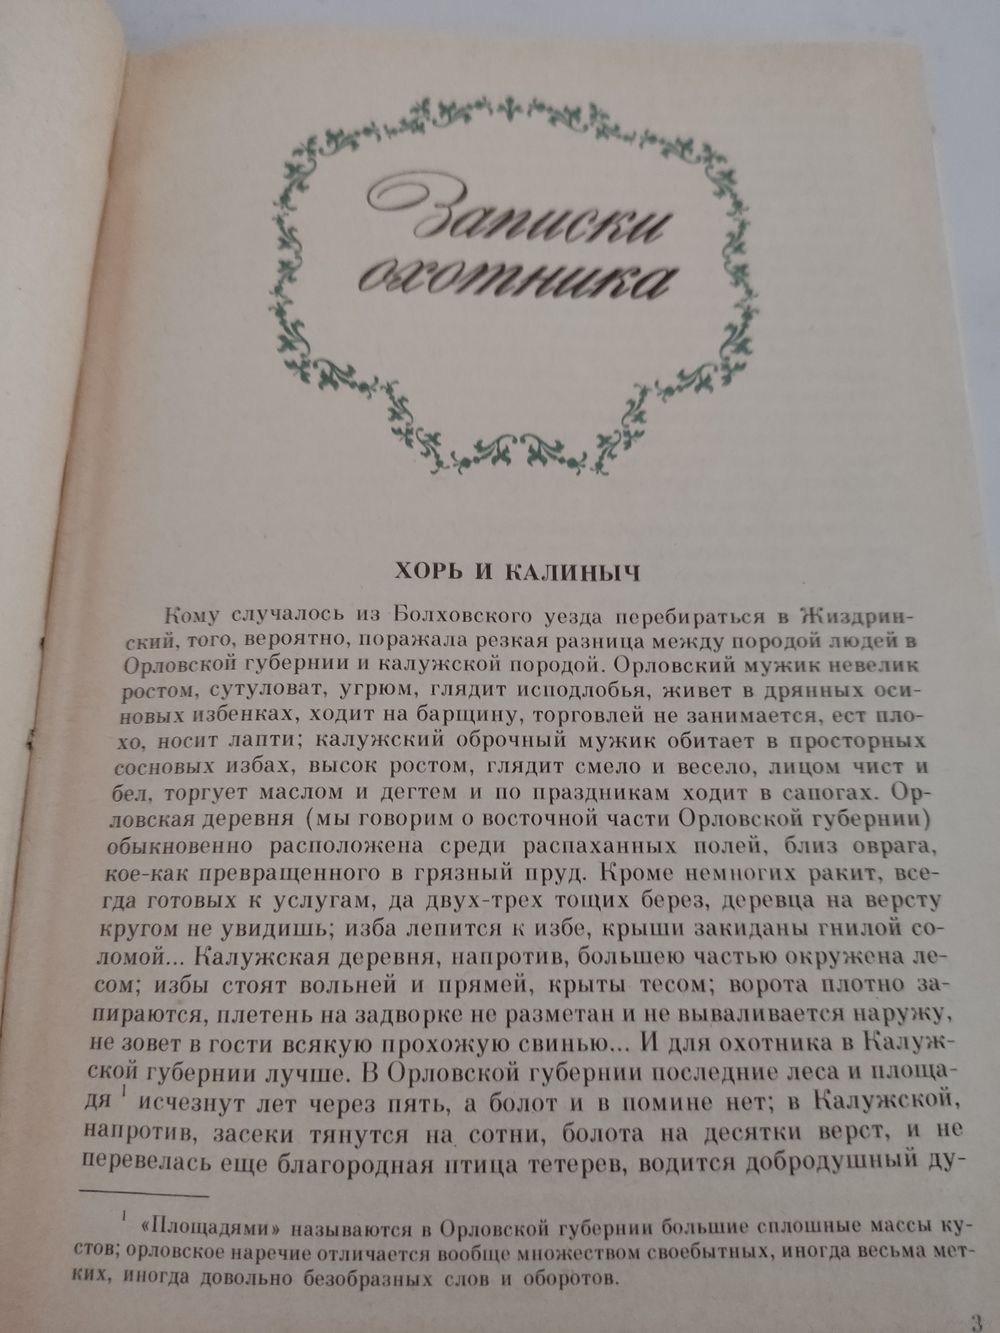 Записки
охотника
ХОРЬ И КАЛИНЫЧ
Кому случалось из Болховского уезда перебираться в Жиздрин-
ский, того, вероятно, поражала резкая разница между породой людей в
Орловской губернии и калужской породой. Орловский мужик невелик
ростом, сутуловат, угрюм, глядит исподлобья, живет в дрянных оси-
новых избенках, ходит на барщину, торговлей не занимается, ест пло-
хо, носит лапти; калужский оброчный мужик обитает в просторных
сосновых избах, высок ростом, глядит смело и весело, лицом чист и
бел, торгует маслом и дегтем и по праздникам ходит в сапогах. Ор-
ловская деревня (мы говорим о восточной части Орловской губернии)
обыкновенно расположена среди распаханных полей, близ оврага,
кое-как превращенного в грязный пруд. Кроме немногих ракит, все-
гда готовых к услугам, да двух-трех тощих берез, деревца на версту
кругом не увидишь; изба лепится к избе, крыши закиданы гнилой со-
ломой... Калужская деревня, напротив, большею частью окружена ле-
сом; избы стоят вольней и прямей, крыты тесом; ворота плотно за-
пираются, плетень на задворке не разметан и не вываливается наружу,
не зовет в гости всякую прохожую свинью... И для охотника в Калуж-
ской губернии лучше. В Орловской губернии последние леса и площа-
дя 1 исчезнут лет через пять, а болот и в помине нет; в Калужской,
напротив, засеки тянутся на сотни, болота на десятки верст, и не
перевелась еще благородная птица тетерев, водится добродушный ду-
1 «Площадями» называются в Орловской губернии большие сплошные массы ку-
стов; орловское наречие отличается вообще множеством своебытных, иногда весьма мет-
ких, иногда довольно безобразных слов и оборотов.
3